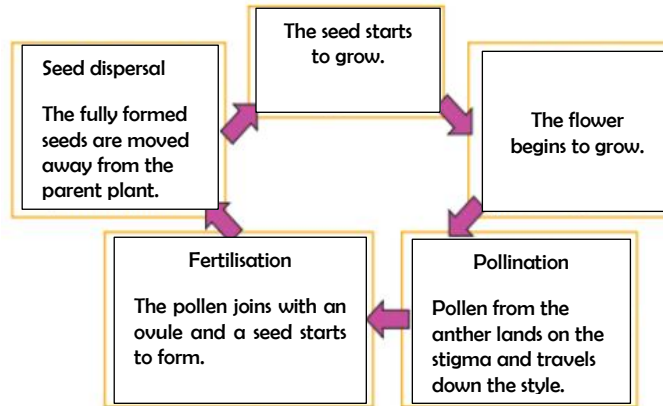 The seed starts
to grow.
The flower
begins to grow.
Pollination
Pollen from the
anther lands on the
stigma and travels
down the style.
Fertilisation
The pollen joins with an
ovule and a seed starts
to form.
Seed dispersal
The fully formed
seeds are moved
away from the
parent plant.